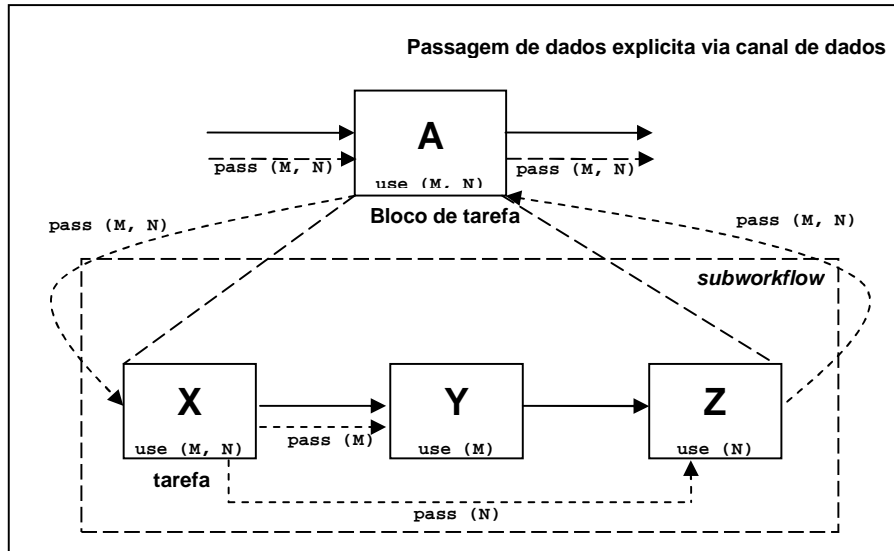 Passagem de dados explicita via canal de dados
A
pass (M, N)
pass (M, N)
use (M, N)
Bloco de tarefa
pass (M, N)
pass (M, N)
subworkflow
X
Y
Z
pass (M)
use (M, N)
use (M)
use (N)
tarefa
pass (N)